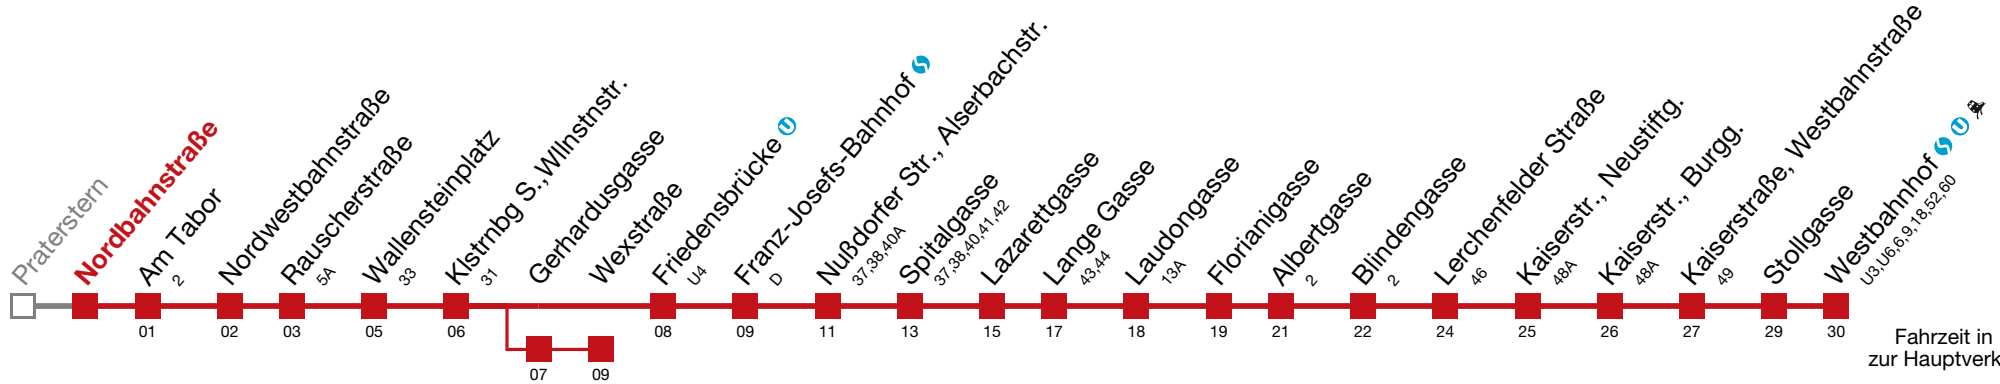 Praterstern
Nordbahnstraße
Am Tabor
2
Nordwestbahnstraße
Rauscherstraße
5A
Wallensteinplatz
33
Klstrnbg S.,Wllnstnstr.
31
Gerhardusgasse
Wexstraße
Friedensbrücke
U4
Franz-Josefs-Bahnhof
D
Nußdorfer Str., Alserbachstr.
37,38,40A
Spitalgasse
37,38,40,41,42
Lazarettgasse
Lange Gasse
43,44
Laudongasse
13A
Florianigasse
Albertgasse
2
Blindengasse
2
Lerchenfelder Straße
46
Kaiserstr., Neustiftg.
48A
Kaiserstr., Burgg.
48A
Kaiserstraße, Westbahnstraße
49
Stollgasse
Westbahnhof
U3,U6,6,9,18,52,60
01 02 03 05 06 08 09 11 13 15 17 18 19 21 22 24 25 26 27 29 30
07 09
Fahrzeit in
zur Hauptverk